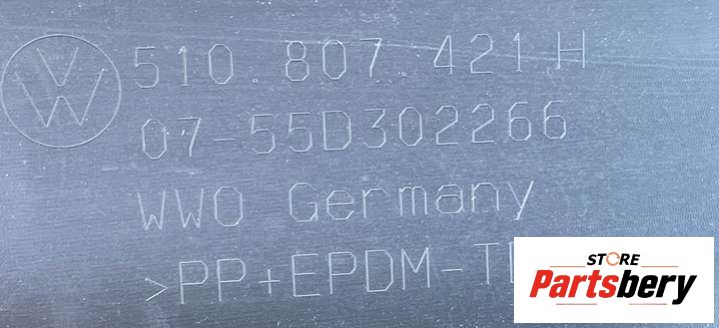 510.807 421 H
07-55D302266
WWO Germany
>PP+EPDM-T
STORE
Partsbery